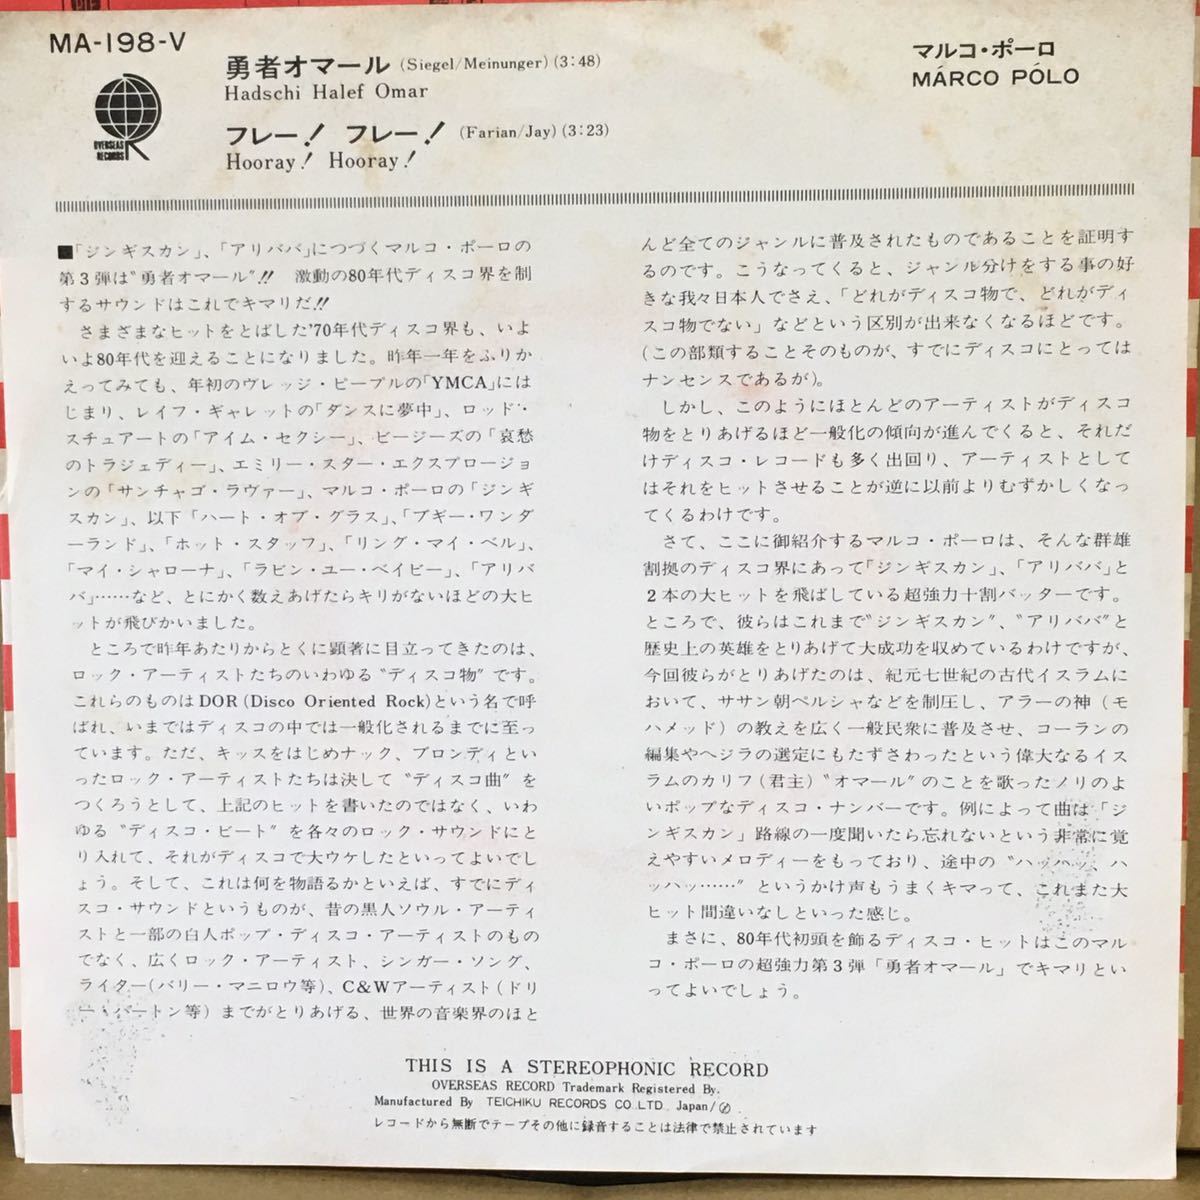 MA-198-V
OVERSEAS
RECORDS
勇者オマール (Siegel/Meinunger) (3:48)
Hadschi Halef Omar
フレー! フレー! (Farian/Jay) (3:23)
Hooray! Hooray!
マルコ・ポーロ
MÁRCO PÓLO
■「ジンギスカン」、「アリババ」につづくマルコ・ポーロの
第3弾は“勇者オマール”!! 激動の80年代ディスコ界を制
するサウンドはこれでキマリだ!!
さまざまなヒットをとばした'70年代ディスコ界も、いよ
いよ80年代を迎えることになりました。昨年一年をふりか
えってみても、年初のヴレッジ・ピープルの「YMCA」には
じまり、レイフ・ギャレットの「ダンスに夢中」、ロッド・
スチュアートの「アイム・セクシー」、ビージーズの「哀愁
のトラジェディー」、エミリー・スター・エクスプロージョ
ンの「サンチャゴ・ラヴァー」、マルコ・ポーロの「ジンギ
スカン」、以下「ハート・オブ・グラス」、「ブギー・ワンダ
ーランド」、「ホット・スタッフ」、「リング・マイ・ベル」、
「マイ・シャローナ」、「ラビン・ユー・ベイビー」、「アリバ
バ」……など、とにかく数えあげたらキリがないほどの大ヒ
ットが飛びかいました。
ところで昨年あたりからとくに顕著に目立ってきたのは、
ロック・アーティストたちのいわゆる“ディスコ物”です。
これらのものはDOR (Disco Oriented Rock)という名で呼
ばれ、いまではディスコの中では一般化されるまでに至っ
ています。ただ、キッスをはじめナック、ブロンディとい
ったロック・アーティストたちは決して“ディスコ曲”を
つくろうとして、上記のヒットを書いたのではなく、いわ
ゆる“ディスコ・ビート”を各々のロック・サウンドにと
り入れて、それがディスコで大ウケしたといってよいでし
ょう。そして、これは何を物語るかといえば、すでにディ
スコ・サウンドというものが、昔の黒人ソウル・アーティ
ストと一部の白人ポップ・ディスコ・アーティストのもの
でなく、広くロック・アーティスト、シンガー・ソング、
ライター(バリー・マニロウ等)、C&Wアーティスト(ドリ
ー・パートン等)までがとりあげる、世界の音楽界のほと
んど全てのジャンルに普及されたものであることを証明す
るのです。こうなってくると、ジャンル分けをする事の好
きな我々日本人でさえ、「どれがディスコ物で、どれがディ
スコ物でない」などという区別が出来なくなるほどです。
(この部類することそのものが、すでにディスコにとっては
ナンセンスであるが)。
しかし、このようにほとんどのアーティストがディスコ
物をとりあげるほど一般化の傾向が進んでくると、それだ
けディスコ・レコードも多く出回り、アーティストとして
はそれをヒットさせることが逆に以前よりむずかしくなっ
てくるわけです。
さて、ここに御紹介するマルコ・ポーロは、そんな群雄
割拠のディスコ界にあって「ジンギスカン」、「アリババ」と
2本の大ヒットを飛ばしている超強力十割バッターです。
ところで、彼らはこれまで“ジンギスカン”、“アリババ”と
歴史上の英雄をとりあげて大成功を収めているわけですが、
今回彼らがとりあげたのは、紀元七世紀の古代イスラムに
おいて、ササン朝ペルシャなどを制圧し、アラーの神(モ
ハメッド)の教えを広く一般民衆に普及させ、コーランの
編集やヘジラの選定にもたずさわったという偉大なるイス
ラムのカリフ(君主)“オマール”のことを歌ったノリのよ
いポップなディスコ・ナンバーです。例によって曲は「ジ
ンギスカン」路線の一度聞いたら忘れないという非常に覚
えやすいメロディーをもっており、途中の“ハッハッ、ハ
ッハッ……”というかけ声もうまくキマって、これまた大
ヒット間違いなしといった感じ。
まさに、80年代初頭を飾るディスコ・ヒットはこのマル
コ・ポーロの超強力第3弾「勇者オマール」でキマリとい
ってよいでしょう。
THIS IS A STEREOPHONIC RECORD
OVERSEAS RECORD Trademark Registered By.
Manufactured By TEICHIKU RECORDS CO. LTD. Japan/
レコードから無断でテープその他に録音することは法律で禁止されています